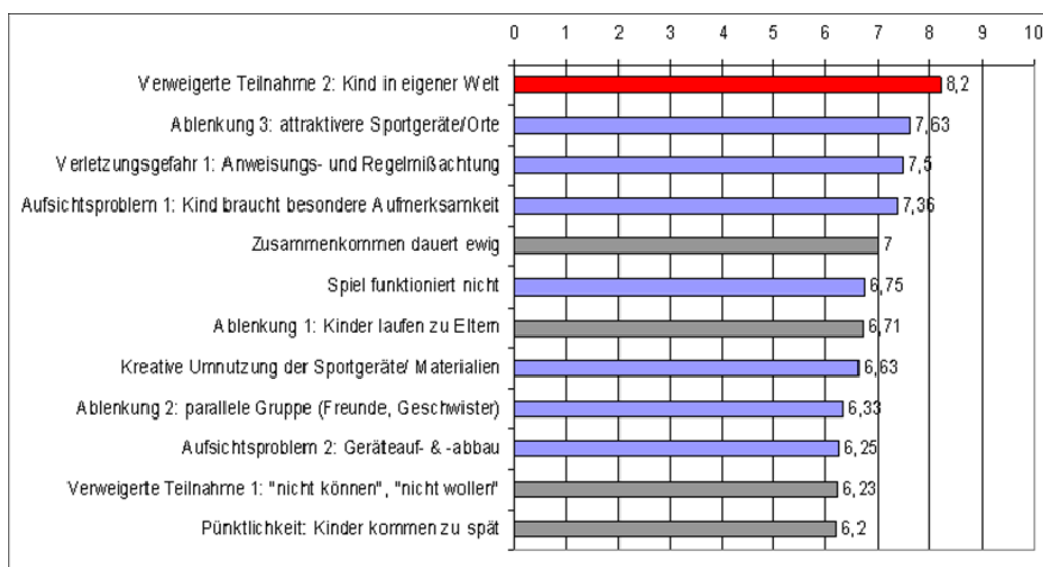 0 1 2 3 4 5 6 7 8 9 10
Verweigerte Teilnahme 2: Kind in eigener Welt 8,2
Ablenkung 3: attraktivere Sportgeräte/Orte 7,63
Verletzungsgefahr 1: Anweisungs- und Regelmißachtung 7,5
Aufsichtsproblem 1: Kind braucht besondere Aufmerksamkeit 7,36
Zusammenkommen dauert ewig 7
Spiel funktioniert nicht 6,75
Ablenkung 1: Kinder laufen zu Eltern 6,71
Kreative Umnutzung der Sportgeräte/ Materialien 6,63
Ablenkung 2: parallele Gruppe (Freunde, Geschwister) 6,33
Aufsichtsproblem 2: Geräteauf- & -abbau 6,25
Verweigerte Teilnahme 1: "nicht können", "nicht wollen" 6,23
Pünktlichkeit: Kinder kommen zu spät 6,2